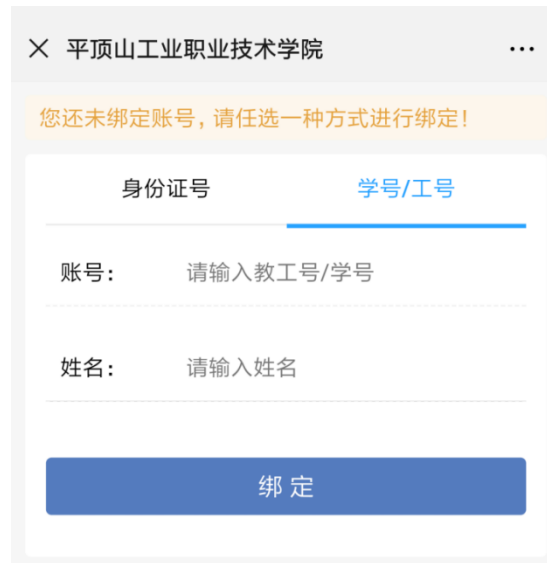 平顶山工业职业技术学院
您还未绑定账号，请任选一种方式进行绑定！
身份证号 学号/工号
账号： 请输入教工号/学号
姓名： 请输入姓名
绑 定